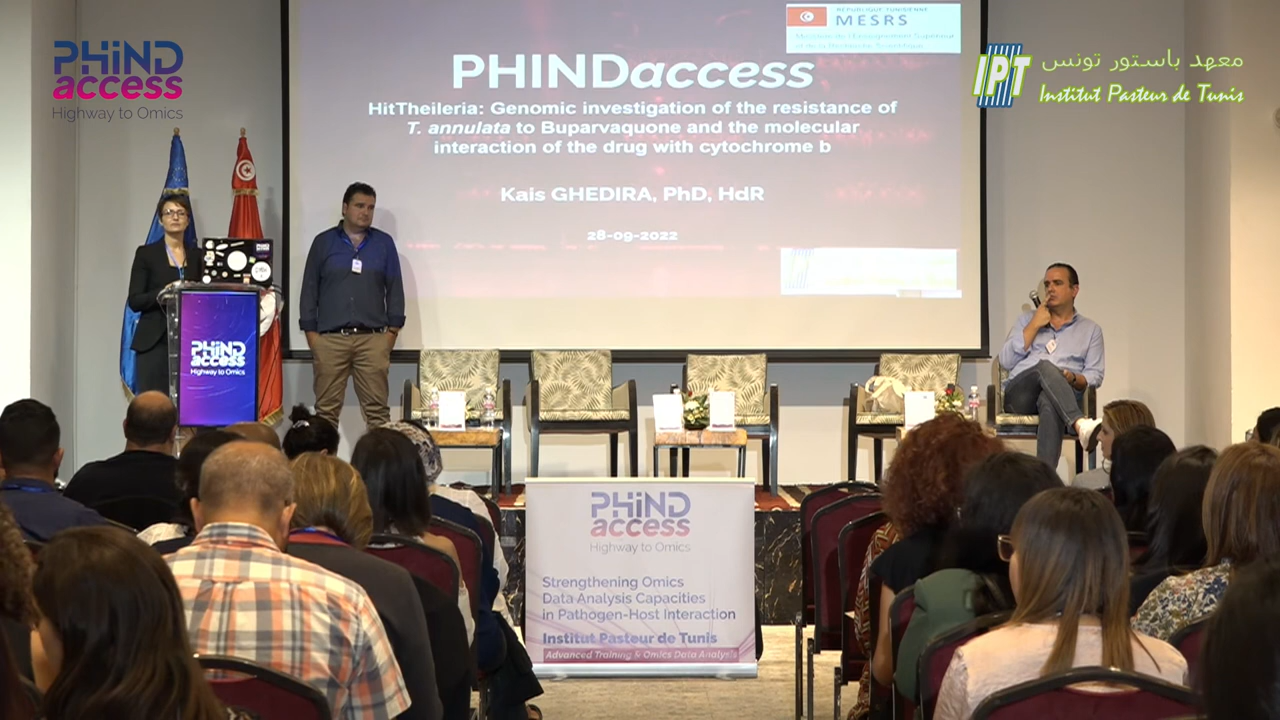 PHiND
access
Highway to Omics
RÉPUBLIQUE TUNISIENNE
MESRS
معهد باستور تونس
IPT
Institut Pasteur de Tunis
PHINDaccess
HitTheileria: Genomic investigation of the resistance of
T. annulata to Buparvaquone and the molecular
interaction of the drug with cytochrome b
Kais GHEDIRA, PhD, HdR
28-09-2022
PHiND
access
Highway to Omics
PHiND
access
Highway to Omics
Strengthening Omics
Data Analysis Capacities
in Pathogen-Host Interaction
Institut Pasteur de Tunis
Advanced Training & Omics Data Analysis